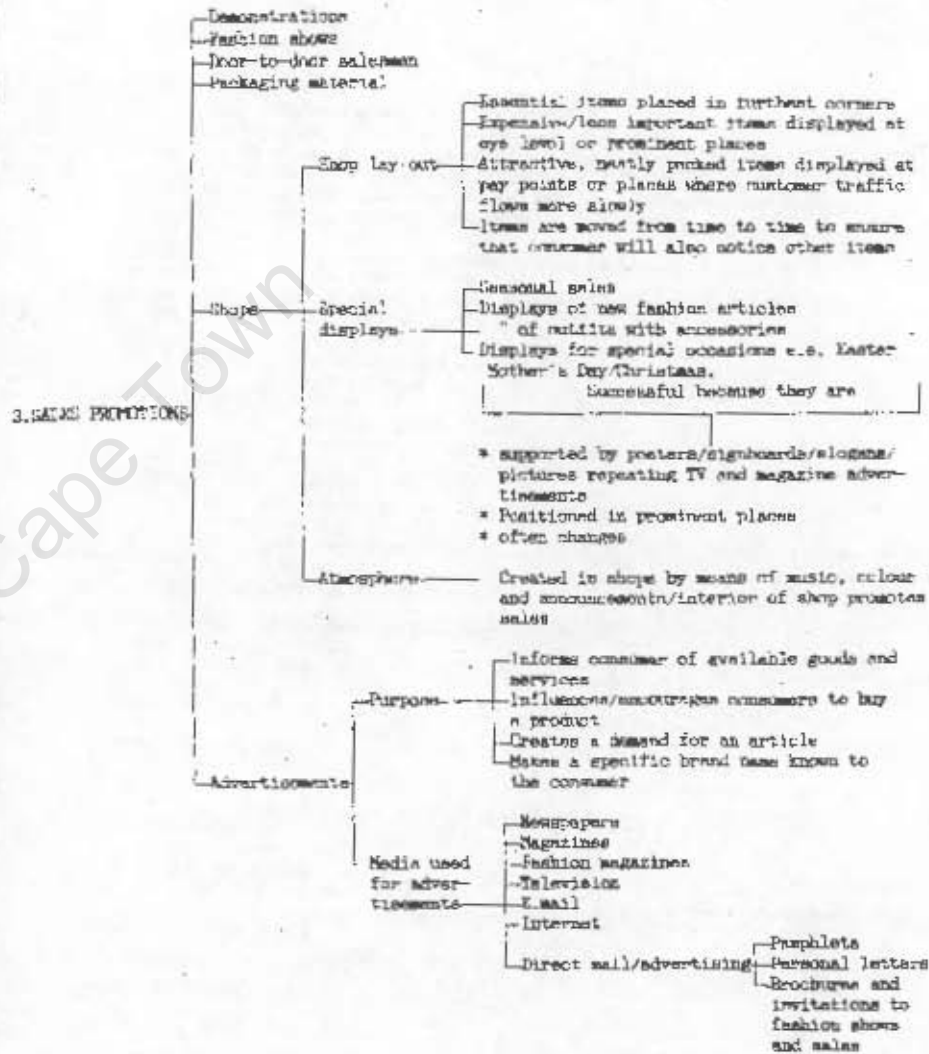 Demonstrations
Fashion shows
Door-to-door salesman
Packaging material
Essential items placed in furthest corners
Expensive/less important items displayed at
eye level or prominent places
Shop lay-out
Attractive, neatly packed items displayed at
pay points or places where customer traffic
flows more slowly
Items are moved from time to time to ensure
that consumer will also notice other items
Shops
Special
displays
Seasonal sales
Displays of new fashion articles
" of outfits with accessories
Displays for special occasions e.g. Easter
Mother's Day/Christmas.
Successful because they are
3.SALES PROMOTIONS
* supported by posters/signboards/slogans/
pictures repeating TV and magazine adver-
tisements
* Positioned in prominent places
* often changes
Atmosphere
Created in shops by means of music, colour
and announcements/interior of shop promotes
sales
Advertisements
Purpose
Informs consumer of available goods and
services
Influences/encourages consumers to buy
a product
Creates a demand for an article
Makes a specific brand name known to
the consumer
Media used
for adver-
tisements
Newspapers
Magazines
Fashion magazines
Television
E.mail
Internet
Direct mail/advertising
Pamphlets
Personal letters
Brochures and
invitations to
fashion shows
and sales
Cape Town